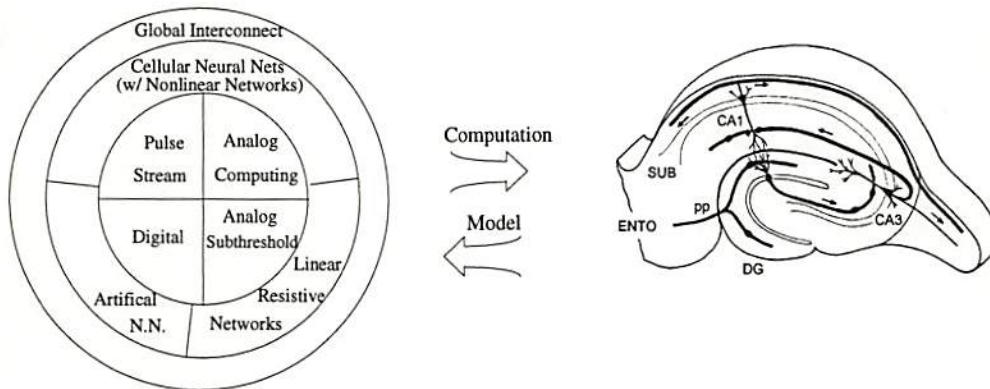 Global Interconnect
Cellular Neural Nets
(w/ Nonlinear Networks)
Pulse
Stream
Analog
Computing
Digital
Analog
Subthreshold
Linear
Resistive
Networks
Artifical
N.N.
Computation
Model
CA1
SUB
ENTO
pp
CA3
DG